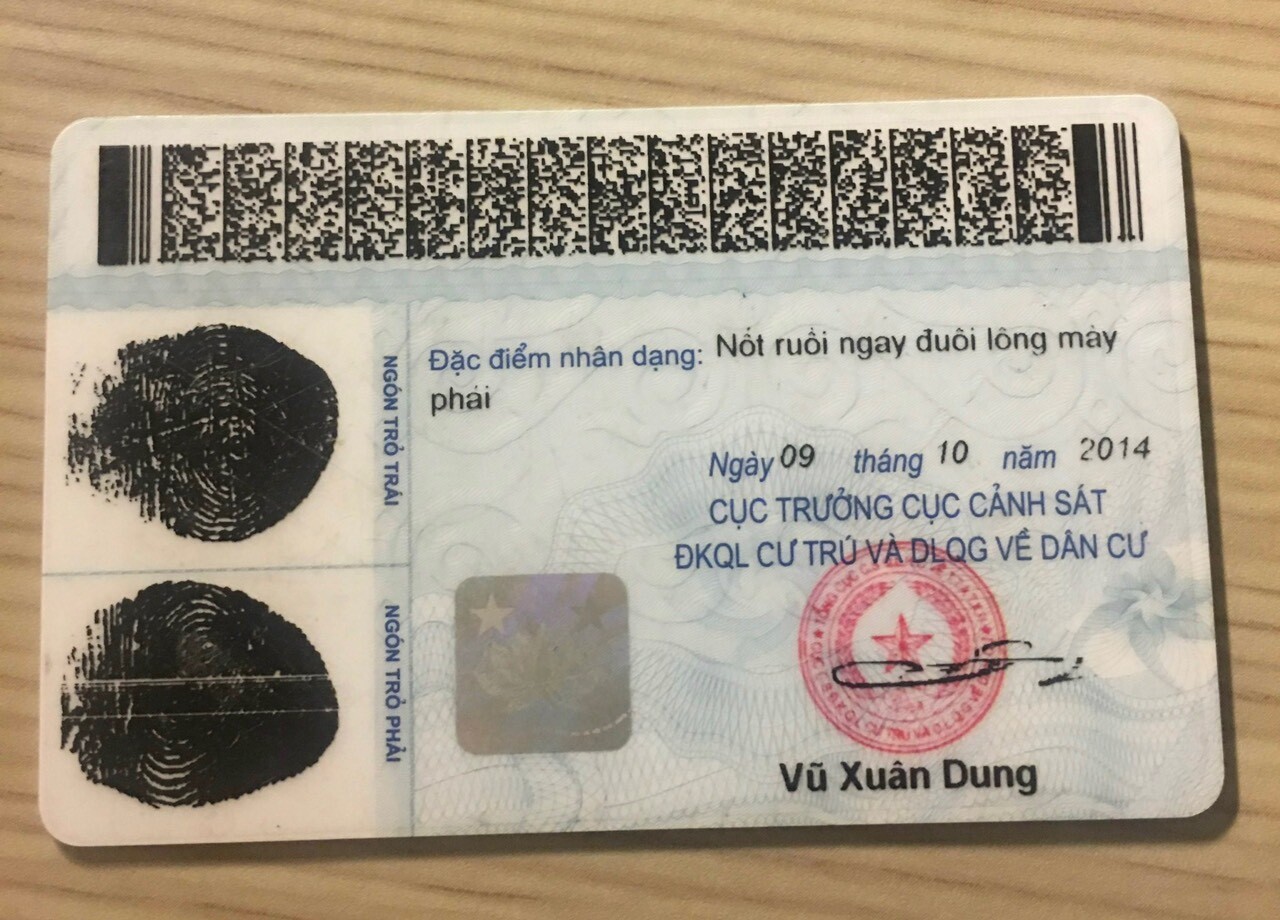 Đặc điểm nhân dạng: Nốt ruồi ngay đuôi lông mày
phải
NGÓN TRỎ TRÁI
Ngày 09 tháng 10 năm 2014
CỤC TRƯỞNG CỤC CẢNH SÁT
ĐKQL CƯ TRÚ VÀ DLQG VỀ DÂN CƯ
NGÓN TRỎ PHẢI
Vũ Xuân Dung